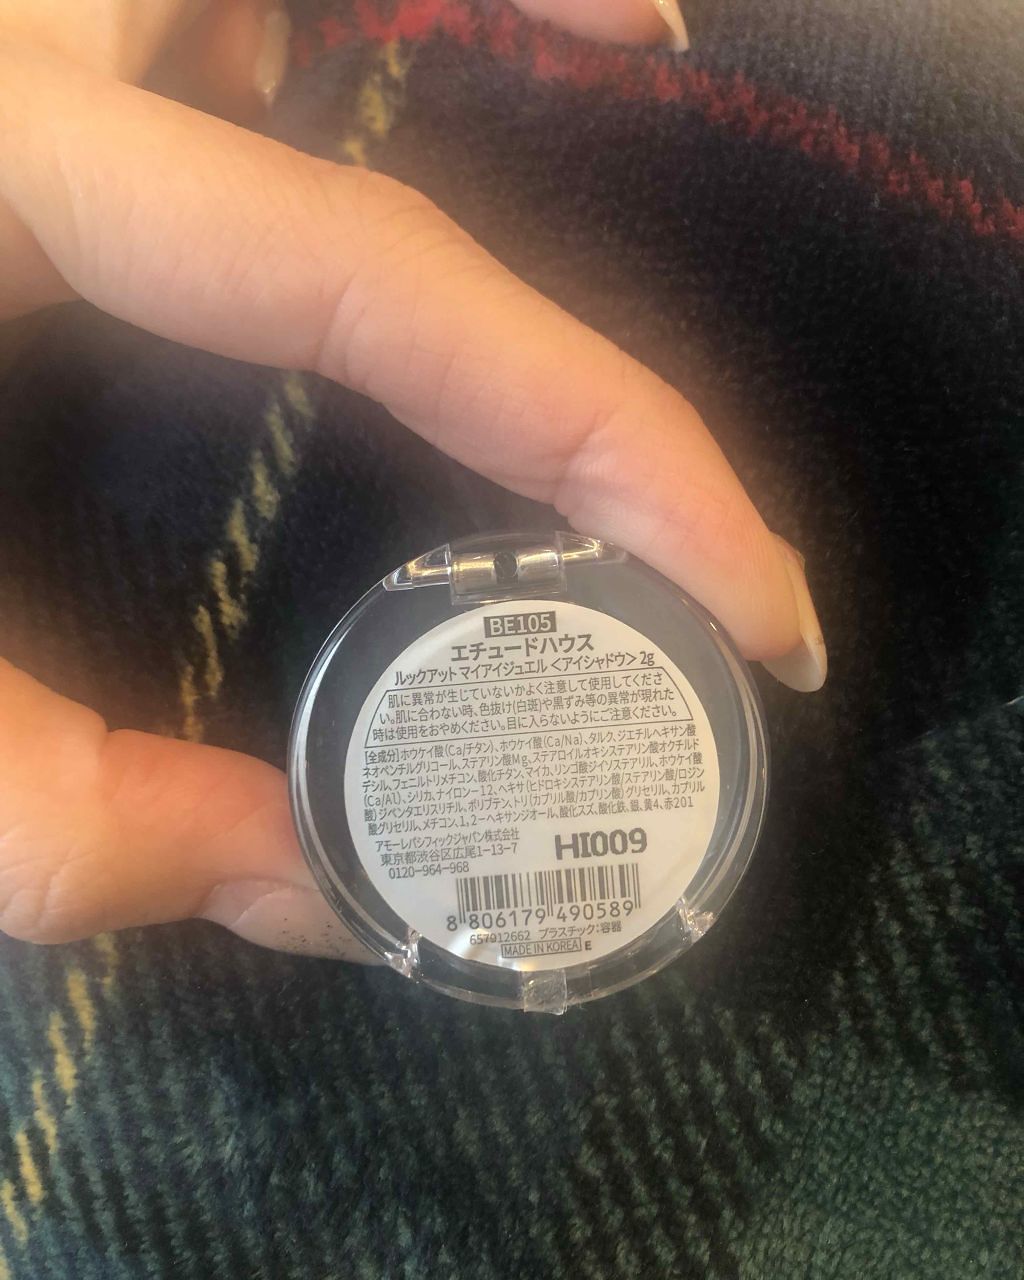 BE105
エチュードハウス
ルックアット マイアイジュエル <アイシャドウ> 2g
肌に異常が生じていないかよく注意して使用してくださ
い。肌に合わない時、色抜け(白斑)や黒ずみ等の異常が現れた
時は使用をおやめください。目に入らないようにご注意ください。
[全成分]ホウケイ酸(Ca/チタン)、ホウケイ酸(Ca/Na)、タルク、ジエチルヘキサン酸
ネオペンチルグリコール、ステアリン酸Mg、ステアロイルオキシステアリン酸オクチルド
デシル、フェニルトリメチコン、酸化チタン、マイカ、リンゴ酸ジイソステアリル、ホウケイ酸
(Ca/Al)、シリカ、ナイロン-12、ヘキサ(ヒドロキシステアリン酸/ステアリン酸/ロジン
酸)ジペンタエリスリチル、ポリブテン、トリ(カプリル酸/カプリン酸)グリセリル、カプリル
酸グリセリル、メチコン、1,2-ヘキサンジオール、酸化スズ、酸化鉄、銀、黄4、赤201
アモーレパシフィックジャパン株式会社
東京都渋谷区広尾1-13-7
0120-964-968
HI009
8 806179 490589
657912662 プラスチック:容器
MADE IN KOREA E